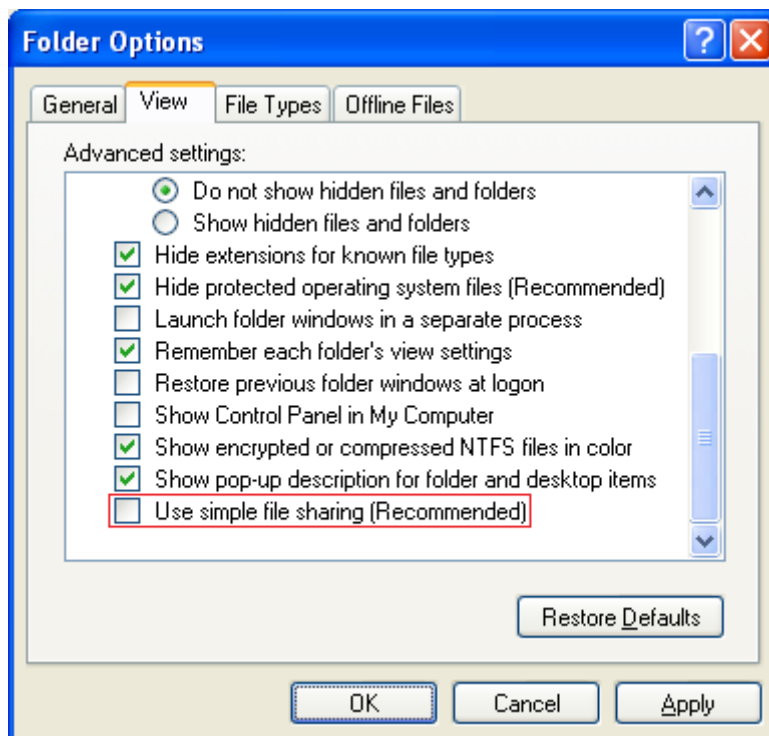 Folder Options
General View File Types Offline Files
Advanced settings:
Do not show hidden files and folders
Show hidden files and folders
Hide extensions for known file types
Hide protected operating system files (Recommended)
Launch folder windows in a separate process
Remember each folder's view settings
Restore previous folder windows at logon
Show Control Panel in My Computer
Show encrypted or compressed NTFS files in color
Show pop-up description for folder and desktop items
Use simple file sharing (Recommended)
Restore Defaults
OK Cancel Apply